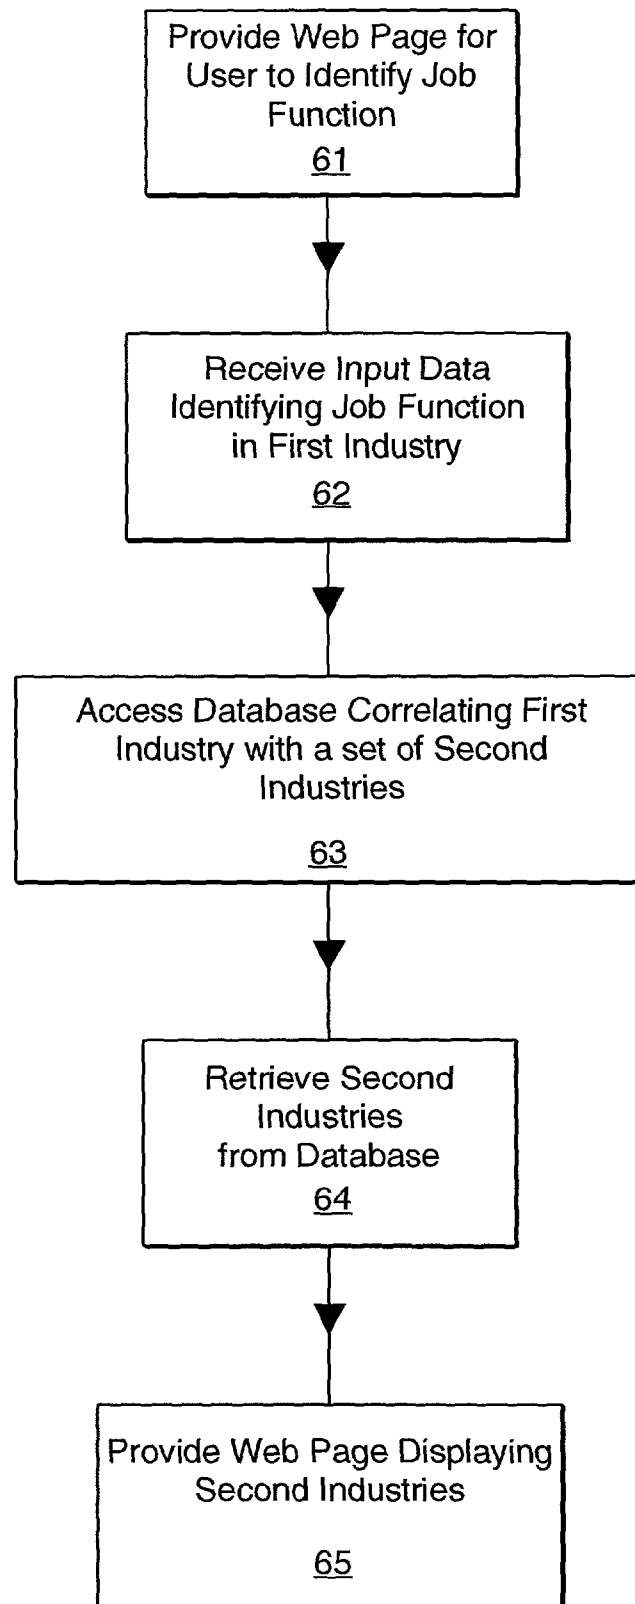 Provide Web Page for
User to Identify Job
Function
61
Receive Input Data
Identifying Job Function
in First Industry
62
Access Database Correlating First
Industry with a set of Second
Industries
63
Retrieve Second
Industries
from Database
64
Provide Web Page Displaying
Second Industries
65